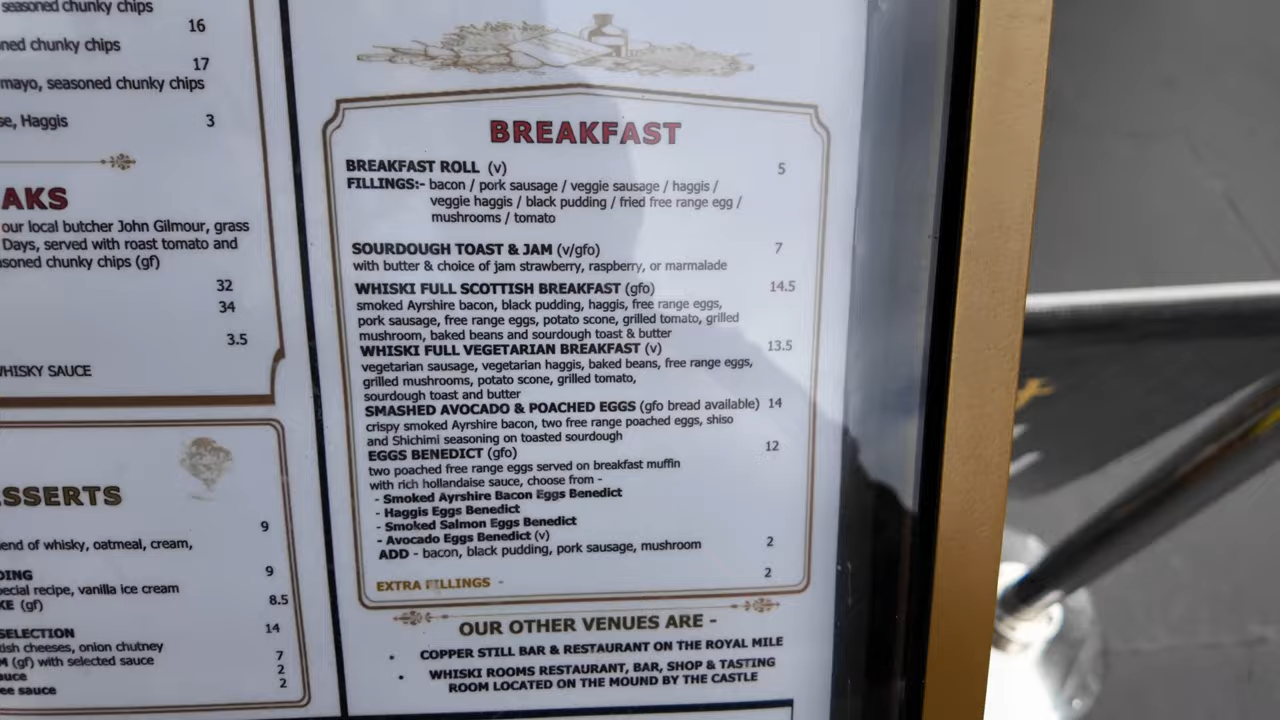 seasoned chunky chips
16
ned chunky chips
17
mayo, seasoned chunky chips
se, Haggis 3
AKS
our local butcher John Gilmour, grass
Days, served with roast tomato and
soned chunky chips (gf)
32
34
3.5
WHISKY SAUCE
SSERTS
9
end of whisky, oatmeal, cream,
DING 9
pecial recipe, vanilla ice cream
KE (gf) 8.5
SELECTION 14
ish cheeses, onion chutney
M (gf) with selected sauce 7
auce 2
ee sauce 2
BREAKFAST
BREAKFAST ROLL (v) 5
FILLINGS:- bacon / pork sausage / veggie sausage / haggis /
veggie haggis / black pudding / fried free range egg /
mushrooms / tomato
SOURDOUGH TOAST & JAM (v/gfo) 7
with butter & choice of jam strawberry, raspberry, or marmalade
WHISKI FULL SCOTTISH BREAKFAST (gfo) 14.5
smoked Ayrshire bacon, black pudding, haggis, free range eggs,
pork sausage, free range eggs, potato scone, grilled tomato, grilled
mushroom, baked beans and sourdough toast & butter
WHISKI FULL VEGETARIAN BREAKFAST (v) 13.5
vegetarian sausage, vegetarian haggis, baked beans, free range eggs,
grilled mushrooms, potato scone, grilled tomato,
sourdough toast and butter
SMASHED AVOCADO & POACHED EGGS (gfo bread available) 14
crispy smoked Ayrshire bacon, two free range poached eggs, shiso
and Shichimi seasoning on toasted sourdough
EGGS BENEDICT (gfo) 12
two poached free range eggs served on breakfast muffin
with rich hollandaise sauce, choose from -
- Smoked Ayrshire Bacon Eggs Benedict
- Haggis Eggs Benedict
- Smoked Salmon Eggs Benedict
- Avocado Eggs Benedict (v)
ADD - bacon, black pudding, pork sausage, mushroom 2
EXTRA FILLINGS - 2
OUR OTHER VENUES ARE -
• COPPER STILL BAR & RESTAURANT ON THE ROYAL MILE
• WHISKI ROOMS RESTAURANT, BAR, SHOP & TASTING
ROOM LOCATED ON THE MOUND BY THE CASTLE